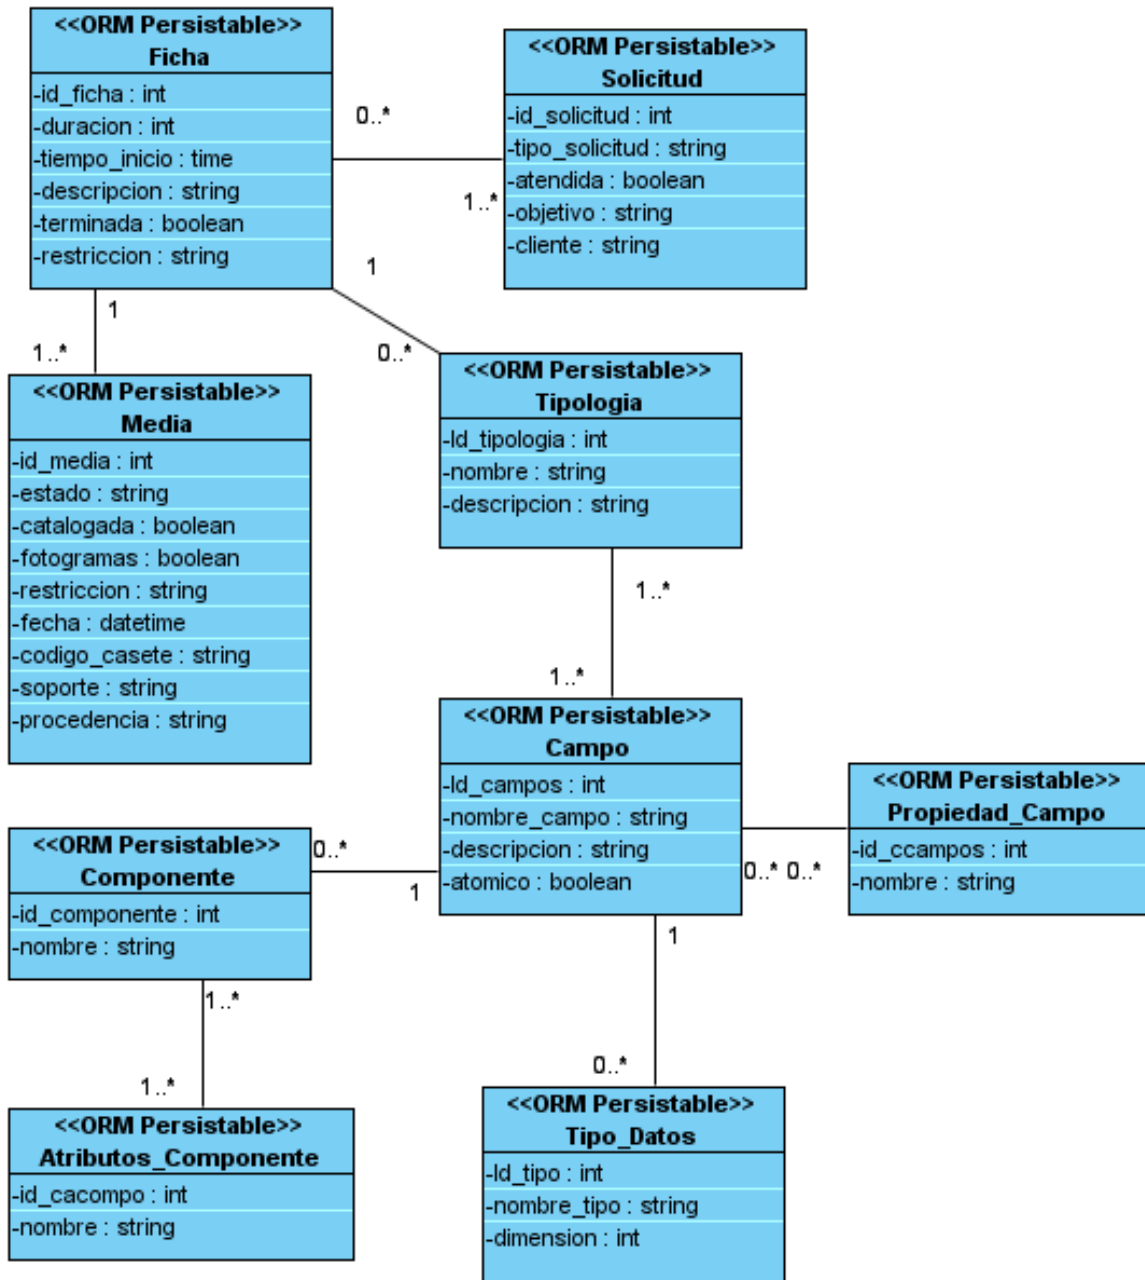 <<ORM Persistable>>
Ficha
-id_ficha : int
-duracion : int
-tiempo_inicio : time
-descripcion : string
-terminada : boolean
-restriccion : string
<<ORM Persistable>>
Solicitud
-id_solicitud : int
-tipo_solicitud : string
-atendida : boolean
-objetivo : string
-cliente : string
0..*
1..*
1
0..*
1
1..*
<<ORM Persistable>>
Media
-id_media : int
-estado : string
-catalogada : boolean
-fotogramas : boolean
-restriccion : string
-fecha : datetime
-codigo_casete : string
-soporte : string
-procedencia : string
<<ORM Persistable>>
Tipologia
-Id_tipologia : int
-nombre : string
-descripcion : string
1..*
1..*
<<ORM Persistable>>
Campo
-Id_campos : int
-nombre_campo : string
-descripcion : string
-atomico : boolean
<<ORM Persistable>>
Propiedad_Campo
-id_ccampos : int
-nombre : string
0..* 0..*
<<ORM Persistable>>
Componente
-id_componente : int
-nombre : string
0..*
1
1
0..*
1..*
1..*
<<ORM Persistable>>
Atributos_Componente
-id_cacompo : int
-nombre : string
<<ORM Persistable>>
Tipo_Datos
-Id_tipo : int
-nombre_tipo : string
-dimension : int